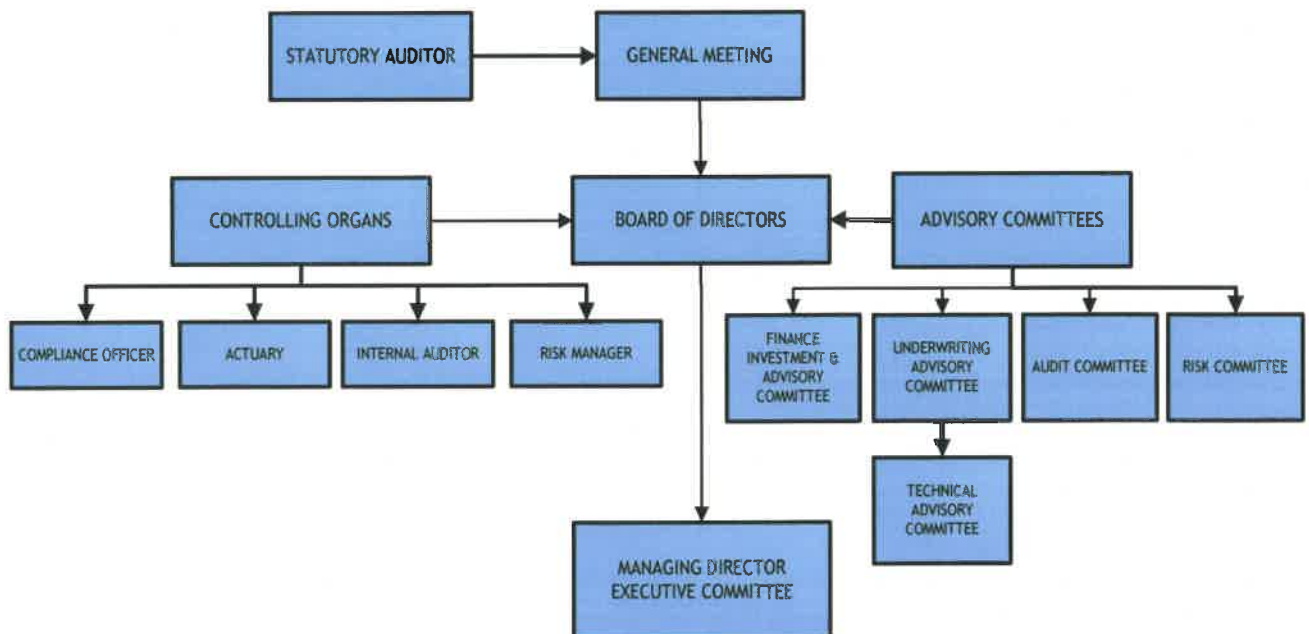 STATUTORY AUDITOR
GENERAL MEETING
CONTROLLING ORGANS
BOARD OF DIRECTORS
ADVISORY COMMITTEES
COMPLIANCE OFFICER
ACTUARY
INTERNAL AUDITOR
RISK MANAGER
FINANCE
INVESTMENT &
ADVISORY
COMMITTEE
UNDERWRITING
ADVISORY
COMMITTEE
AUDIT COMMITTEE
RISK COMMITTEE
TECHNICAL
ADVISORY
COMMITTEE
MANAGING DIRECTOR
EXECUTIVE COMMITTEE